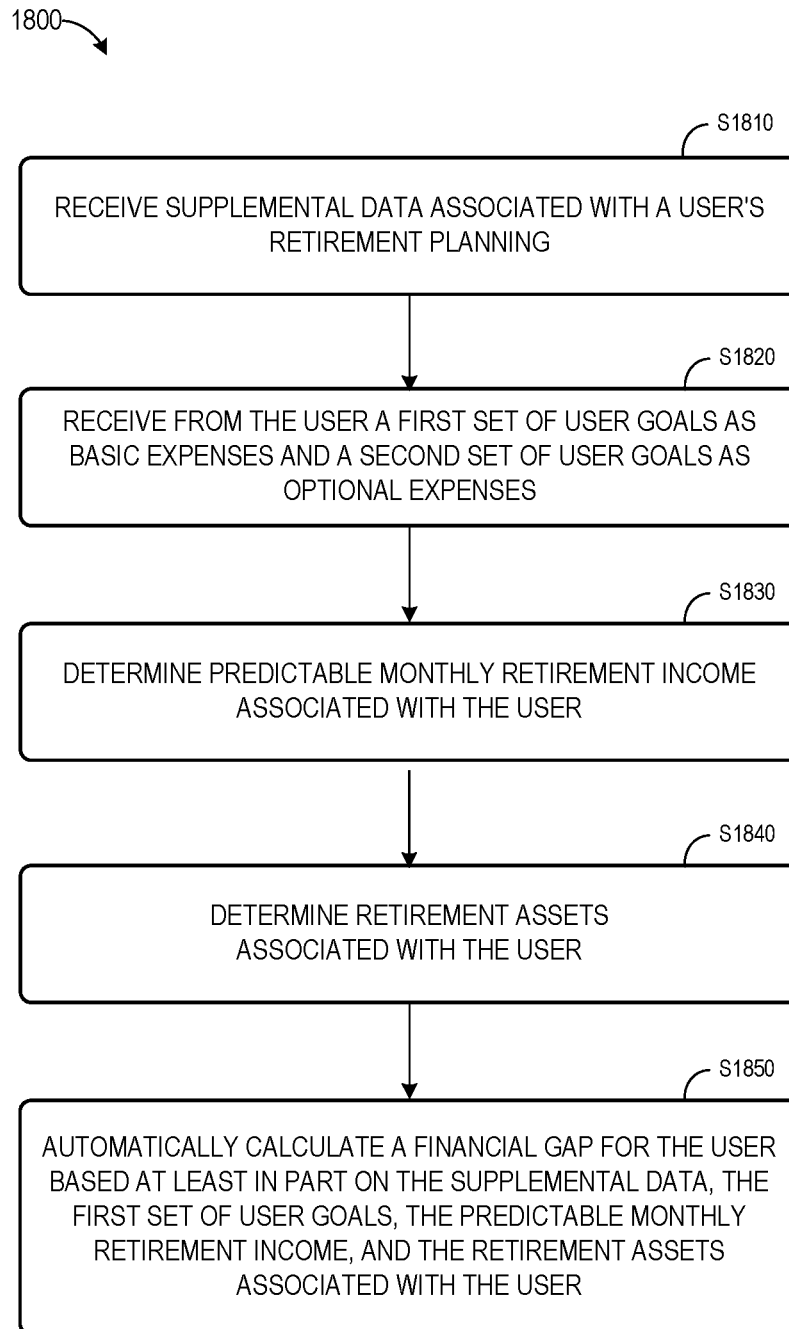 1800
S1810
RECEIVE SUPPLEMENTAL DATA ASSOCIATED WITH A USER'S
RETIREMENT PLANNING
S1820
RECEIVE FROM THE USER A FIRST SET OF USER GOALS AS
BASIC EXPENSES AND A SECOND SET OF USER GOALS AS
OPTIONAL EXPENSES
S1830
DETERMINE PREDICTABLE MONTHLY RETIREMENT INCOME
ASSOCIATED WITH THE USER
S1840
DETERMINE RETIREMENT ASSETS
ASSOCIATED WITH THE USER
S1850
AUTOMATICALLY CALCULATE A FINANCIAL GAP FOR THE USER
BASED AT LEAST IN PART ON THE SUPPLEMENTAL DATA, THE
FIRST SET OF USER GOALS, THE PREDICTABLE MONTHLY
RETIREMENT INCOME, AND THE RETIREMENT ASSETS
ASSOCIATED WITH THE USER